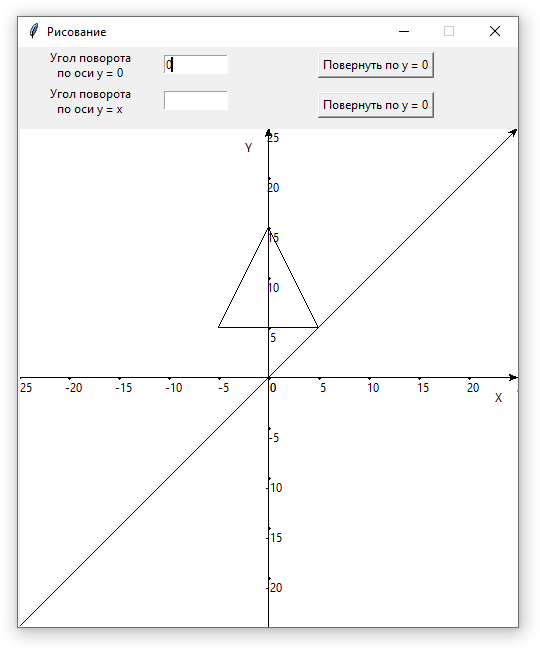 Рисование
Угол поворота
по оси y = 0
0
Повернуть по y = 0
Угол поворота
по оси y = x
Повернуть по y = 0
25
Y
20
15
10
5
25 -20 -15 -10 -5 0 5 10 15 20
X
-5
-10
-15
-20